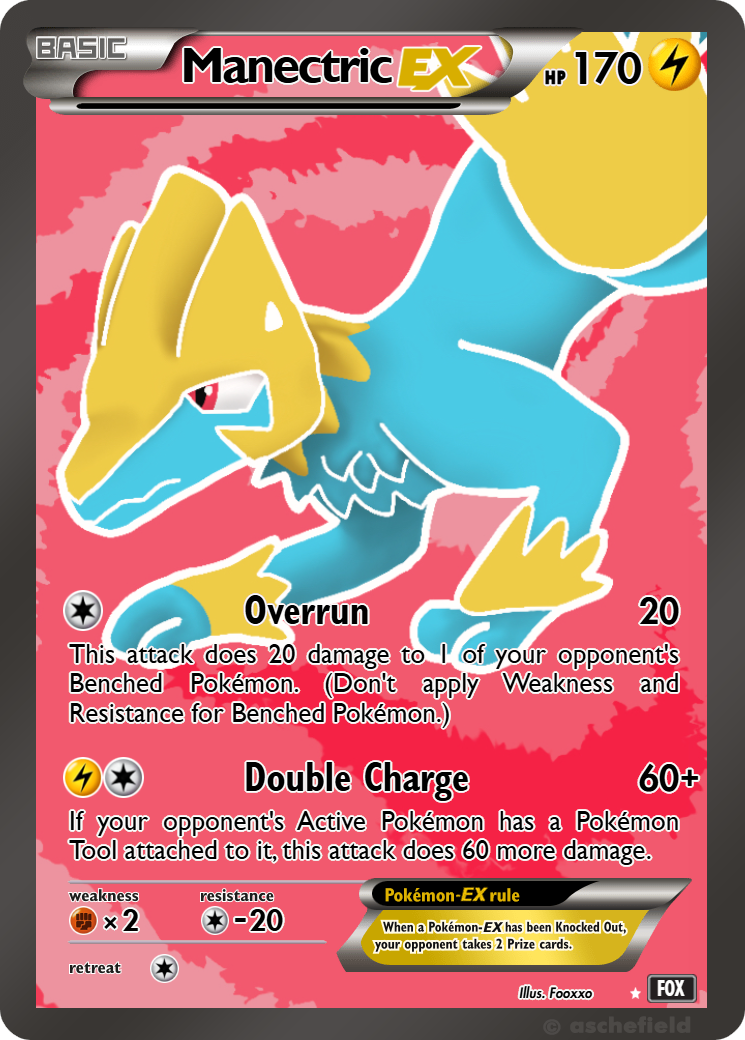 BASIC
Manectric EX HP 170
Overrun 20
This attack does 20 damage to 1 of your opponent's
Benched Pokémon. (Don't apply Weakness and
Resistance for Benched Pokémon.)
Double Charge 60+
If your opponent's Active Pokémon has a Pokémon
Tool attached to it, this attack does 60 more damage.
weakness resistance
×2 -20
Pokémon-EX rule
When a Pokémon-EX has been Knocked Out,
your opponent takes 2 Prize cards.
retreat
Illus. Fooxxo
FOX
© aschefield